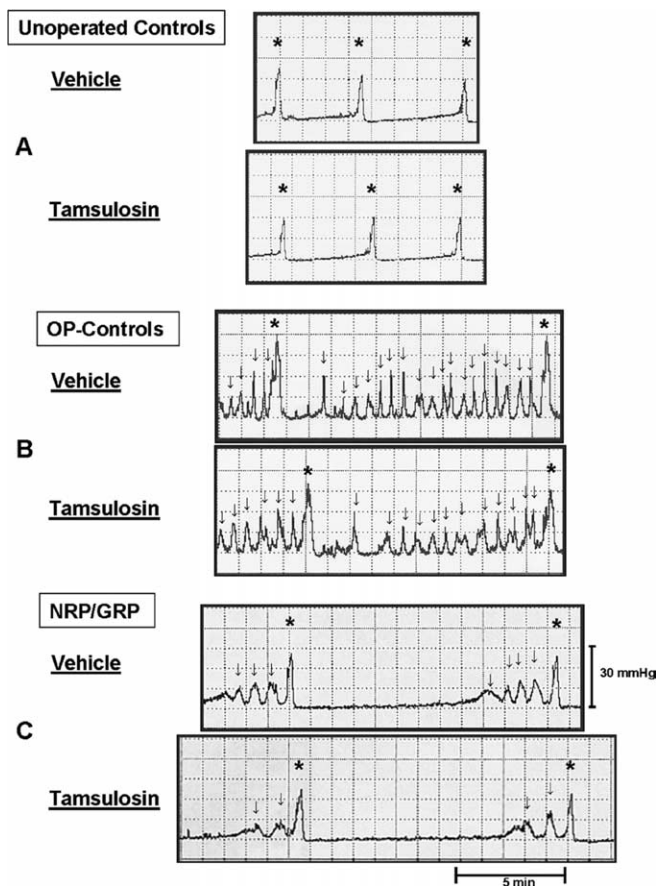 Unoperated Controls
Vehicle
* * *
A
Tamsulosin
* * *
OP-Controls
Vehicle
* *
B
Tamsulosin
* *
NRP/GRP
Vehicle
* *
30 mmHg
C
Tamsulosin
* *
5 min